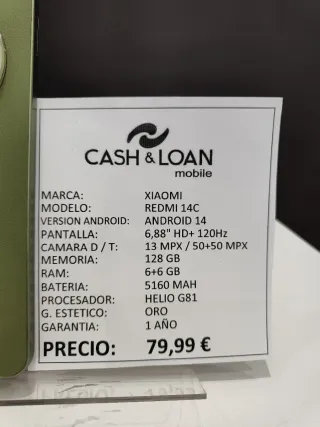 CASH & LOAN
mobile
MARCA: XIAOMI
MODELO: REDMI 14C
VERSION ANDROID: ANDROID 14
PANTALLA: 6,88" HD+ 120Hz
CAMARA D / T: 13 MPX / 50+50 MPX
MEMORIA: 128 GB
RAM: 6+6 GB
BATERIA: 5160 MAH
PROCESADOR: HELIO G81
G. ESTETICO: ORO
GARANTIA: 1 AÑO
PRECIO: 79,99 €